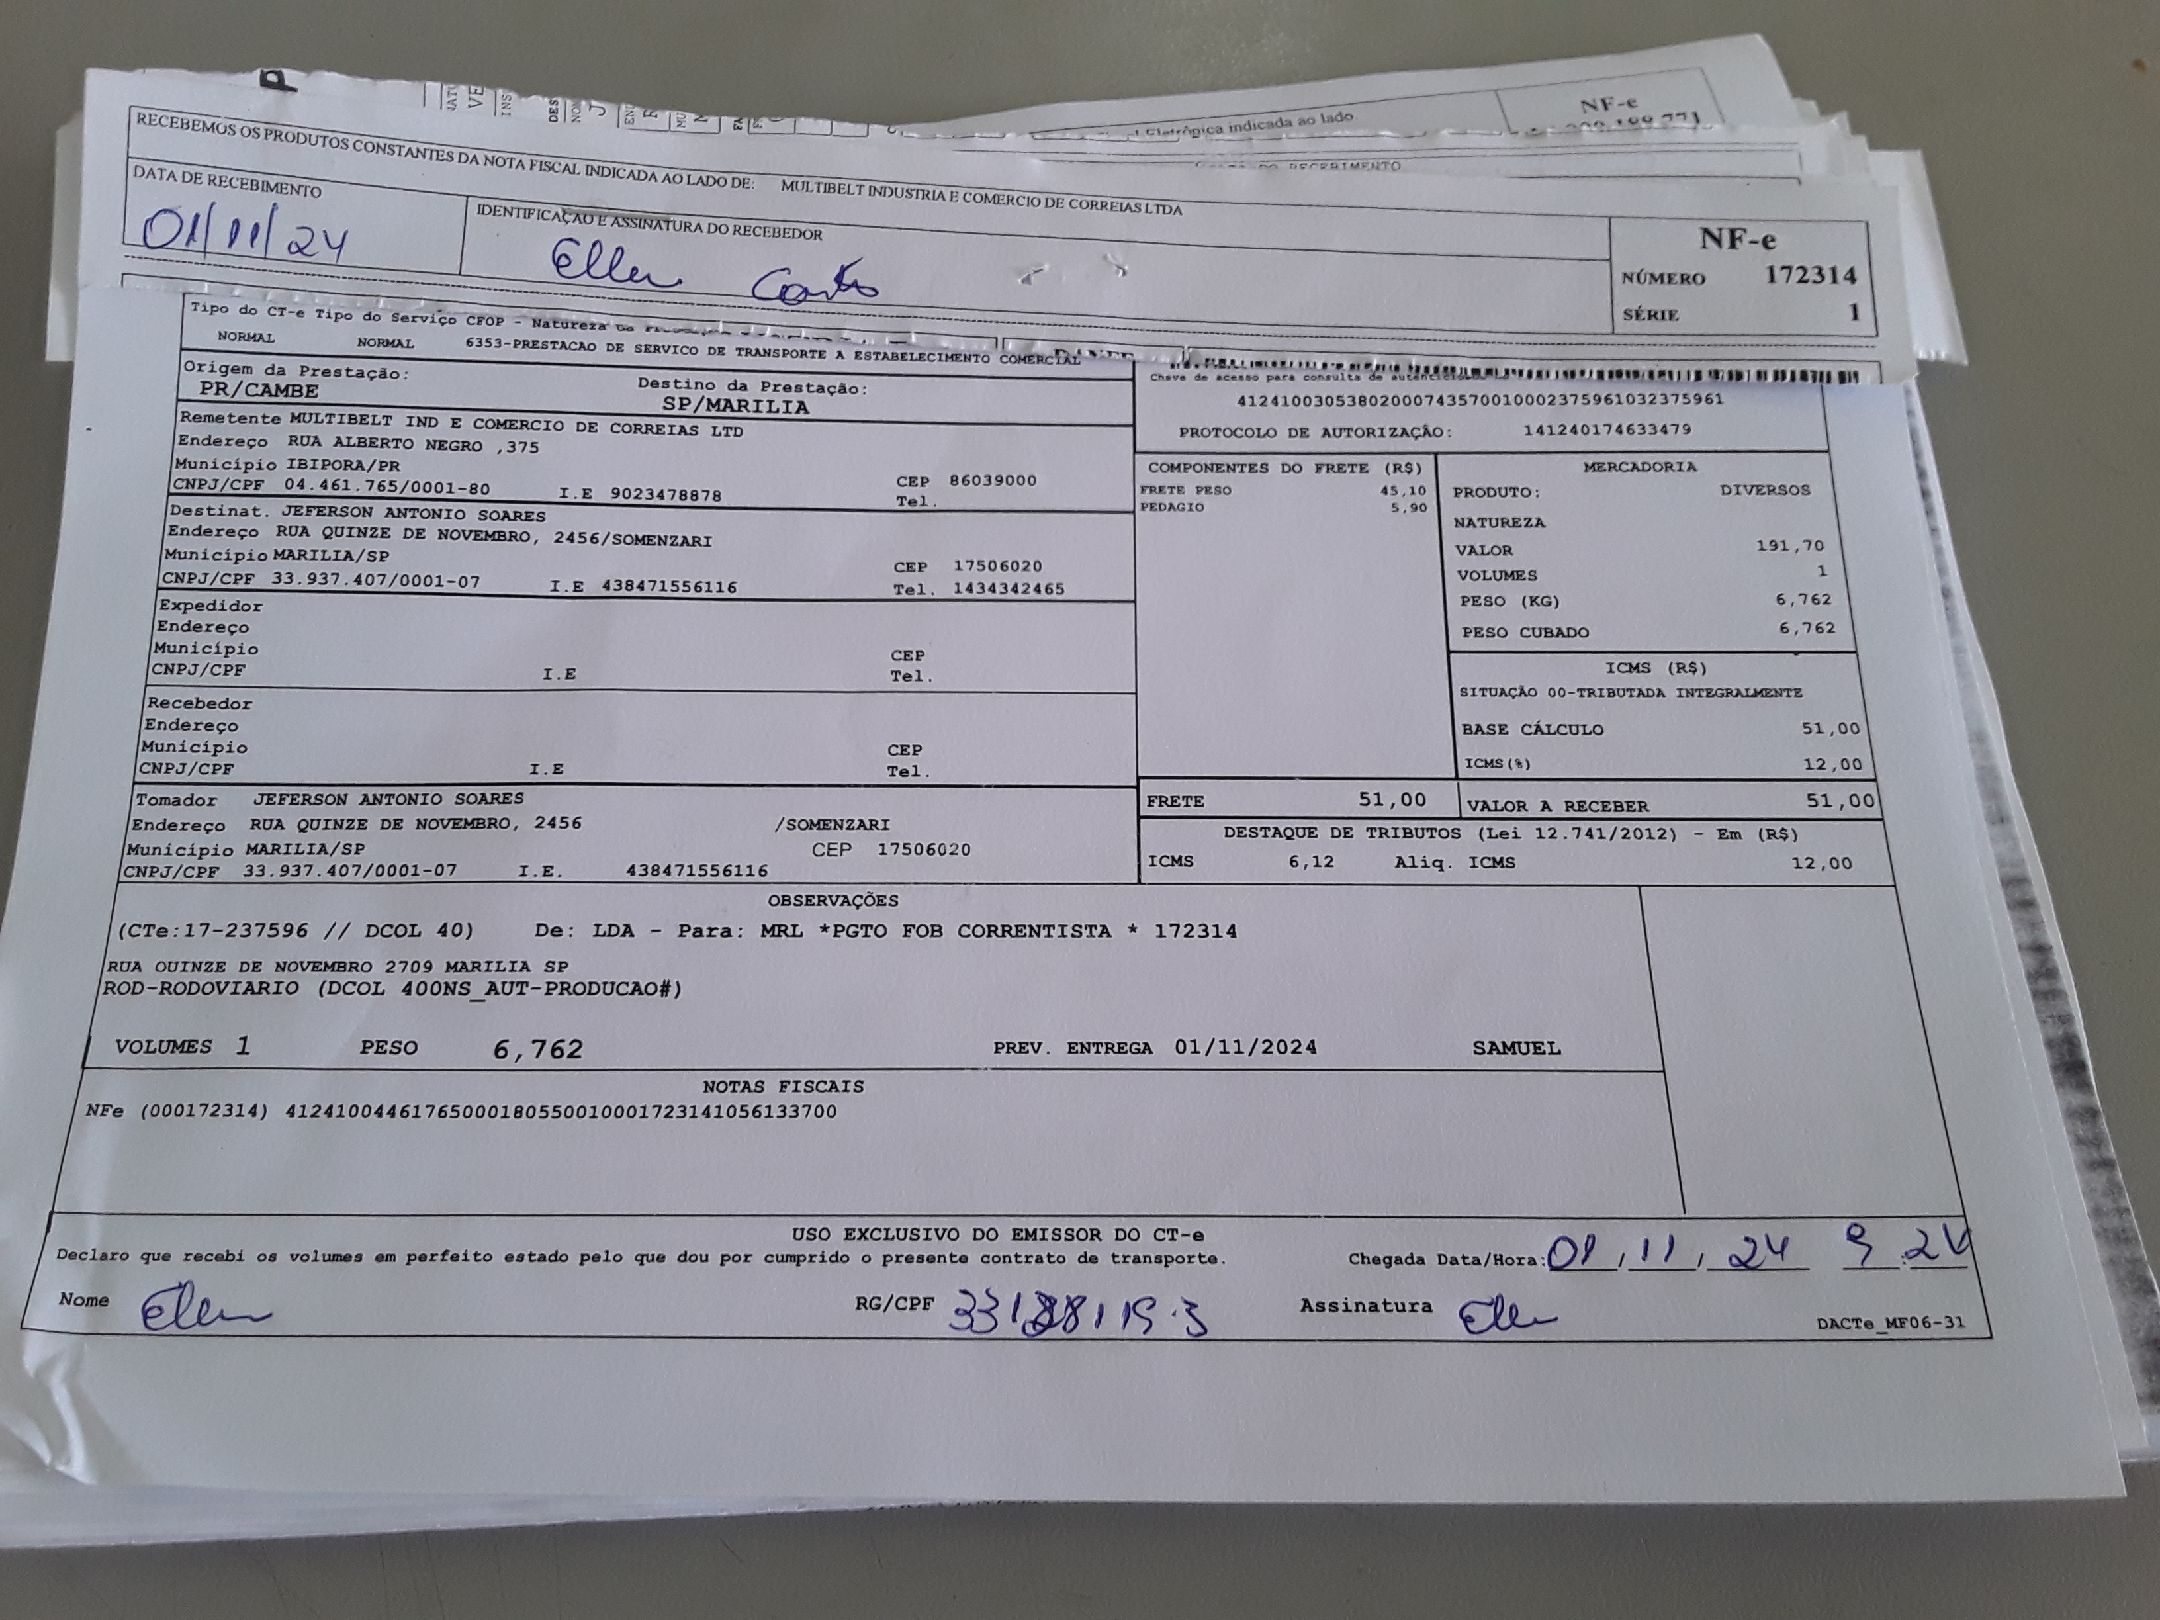 NF-e
Eletrônica indicada ao lado
RECEBEMOS OS PRODUTOS CONSTANTES DA NOTA FISCAL INDICADA AO LADO DE: MULTIBELT INDUSTRIA E COMERCIO DE CORREIAS LTDA
DATA DE RECEBIMENTO
01/11/24
IDENTIFICAÇAO E ASSINATURA DO RECEBEDOR
Ellen
NF-e
NÚMERO 172314
SÉRIE 1
Tipo do CT-e Tipo do Serviço CFOP - Natureza
NORMAL NORMAL 6353-PRESTACAO DE SERVICO DE TRANSPORTE A ESTABELECIMENTO COMERCIAL
Origem da Prestação: Destino da Prestação:
PR/CAMBE SP/MARILIA
Remetente MULTIBELT IND E COMERCIO DE CORREIAS LTD
Endereço RUA ALBERTO NEGRO ,375
Município IBIPORA/PR CEP 86039000
CNPJ/CPF 04.461.765/0001-80 I.E 9023478878 Tel.
Destinat. JEFERSON ANTONIO SOARES
Endereço RUA QUINZE DE NOVEMBRO, 2456/SOMENZARI
Município MARILIA/SP CEP 17506020
CNPJ/CPF 33.937.407/0001-07 I.E 438471556116 Tel. 1434342465
Expedidor
Endereço
Município CEP
CNPJ/CPF I.E Tel.
Recebedor
Endereço
Município CEP
CNPJ/CPF I.E Tel.
Tomador JEFERSON ANTONIO SOARES
Endereço RUA QUINZE DE NOVEMBRO, 2456 /SOMENZARI
Município MARILIA/SP CEP 17506020
CNPJ/CPF 33.937.407/0001-07 I.E. 438471556116
Chave de acesso para consulta de
41241003053802000743570010002375961032375961
PROTOCOLO DE AUTORIZAÇÃO: 141240174633479
COMPONENTES DO FRETE (R$)
FRETE PESO 45,10
PEDAGIO 5,90
MERCADORIA
PRODUTO: DIVERSOS
NATUREZA
VALOR 191,70
VOLUMES 1
PESO (KG) 6,762
PESO CUBADO 6,762
ICMS (R$)
SITUAÇÃO 00-TRIBUTADA INTEGRALMENTE
BASE CÁLCULO 51,00
ICMS(%) 12,00
FRETE 51,00 VALOR A RECEBER 51,00
DESTAQUE DE TRIBUTOS (Lei 12.741/2012) - Em (R$)
ICMS 6,12 Aliq. ICMS 12,00
OBSERVAÇÕES
(CTe:17-237596 // DCOL 40) De: LDA - Para: MRL *PGTO FOB CORRENTISTA * 172314
RUA QUINZE DE NOVEMBRO 2709 MARILIA SP
ROD-RODOVIARIO (DCOL 400NS_AUT-PRODUCAO#)
VOLUMES 1 PESO 6,762 PREV. ENTREGA 01/11/2024 SAMUEL
NOTAS FISCAIS
NFe (000172314) 41241004461765000180550010001723141056133700
USO EXCLUSIVO DO EMISSOR DO CT-e
Declaro que recebi os volumes em perfeito estado pelo que dou por cumprido o presente contrato de transporte. Chegada Data/Hora: 01,11,24
Nome Ellen RG/CPF Assinatura Ellen
DACTe_MF06-31